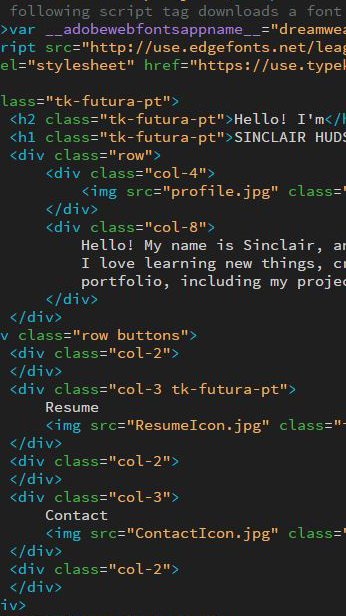 following script tag downloads a font
>var __adobewebfontsappname__="dreamwea
ript src="http://use.edgefonts.net/leag
el="stylesheet" href="https://use.typek
lass="tk-futura-pt">
<h2 class="tk-futura-pt">Hello! I'm</h
<h1 class="tk-futura-pt">SINCLAIR HUDS
<div class="row">
<div class="col-4">
<img src="profile.jpg" class=
</div>
<div class="col-8">
Hello! My name is Sinclair, an
I love learning new things, cr
portfolio, including my projec
</div>
</div>
v class="row buttons">
<div class="col-2">
</div>
<div class="col-3 tk-futura-pt">
Resume
<img src="ResumeIcon.jpg" class="
</div>
<div class="col-2">
</div>
<div class="col-3">
Contact
<img src="ContactIcon.jpg" class=
</div>
<div class="col-2">
</div>
iv>